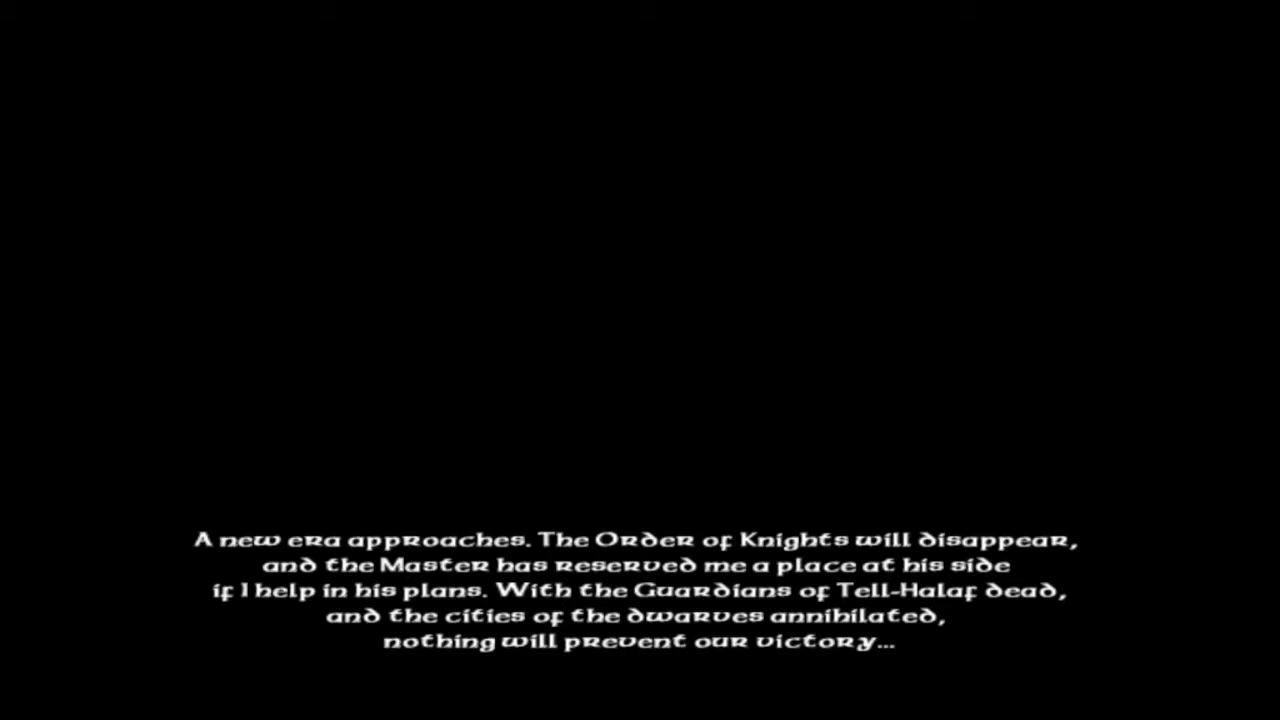 A new era approaches. The Order of Knights will disappear,
and the Master has reserved me a place at his side
if I help in his plans. With the Guardians of Tell-Halaf dead,
and the cities of the dwarves annihilated,
nothing will prevent our victory...